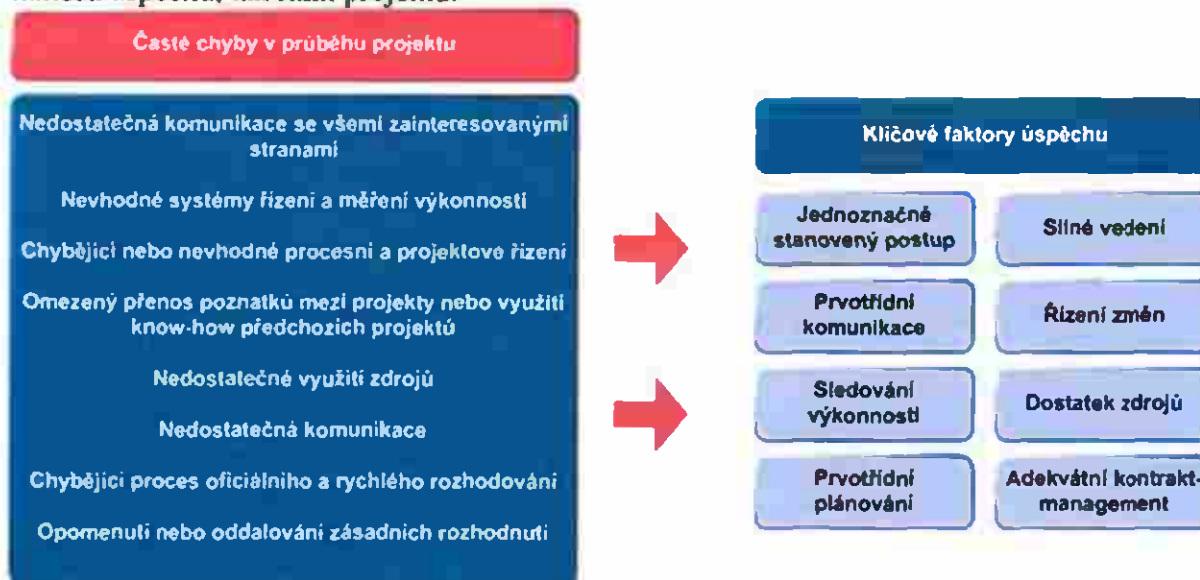 Časté chyby v průběhu projektu
Nedostatečná komunikace se všemi zainteresovanými
stranami
Nevhodné systémy řízení a měření výkonnosti
Chybějící nebo nevhodné procesní a projektové řízení
Omezený přenos poznatků mezi projekty nebo využití
know-how předchozích projektů
Nedostatečné využití zdrojů
Nedostatečná komunikace
Chybějící proces oficiálního a rychlého rozhodování
Opomenutí nebo oddalování zásadních rozhodnutí
Klíčové faktory úspěchu
Jednoznačně
stanovený postup
Silné vedení
Prvotřídní
komunikace
Řízení změn
Sledování
výkonnosti
Dostatek zdrojů
Prvotřídní
plánování
Adekvátní kontrakt-
management